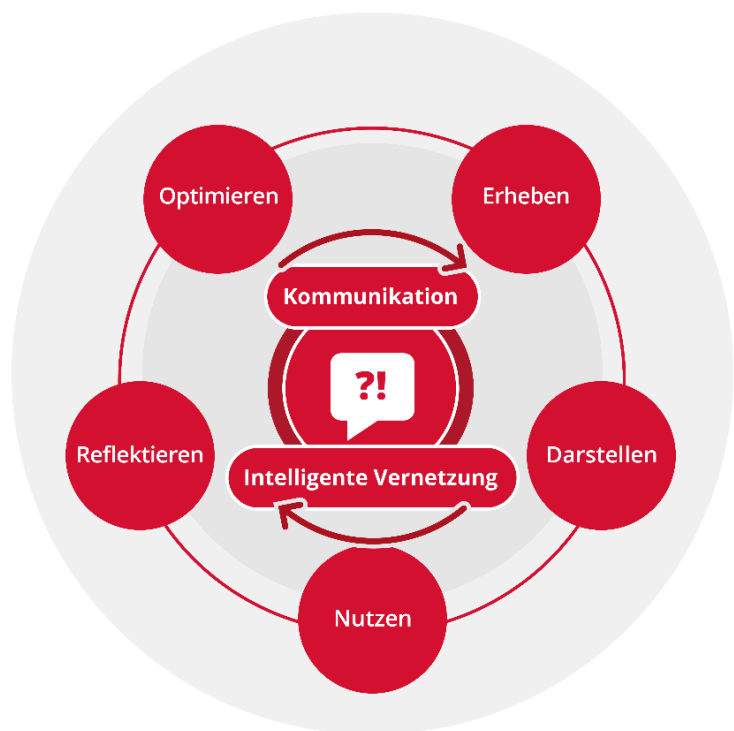 Optimieren
Erheben
Kommunikation
?!
Reflektieren
Darstellen
Intelligente Vernetzung
Nutzen